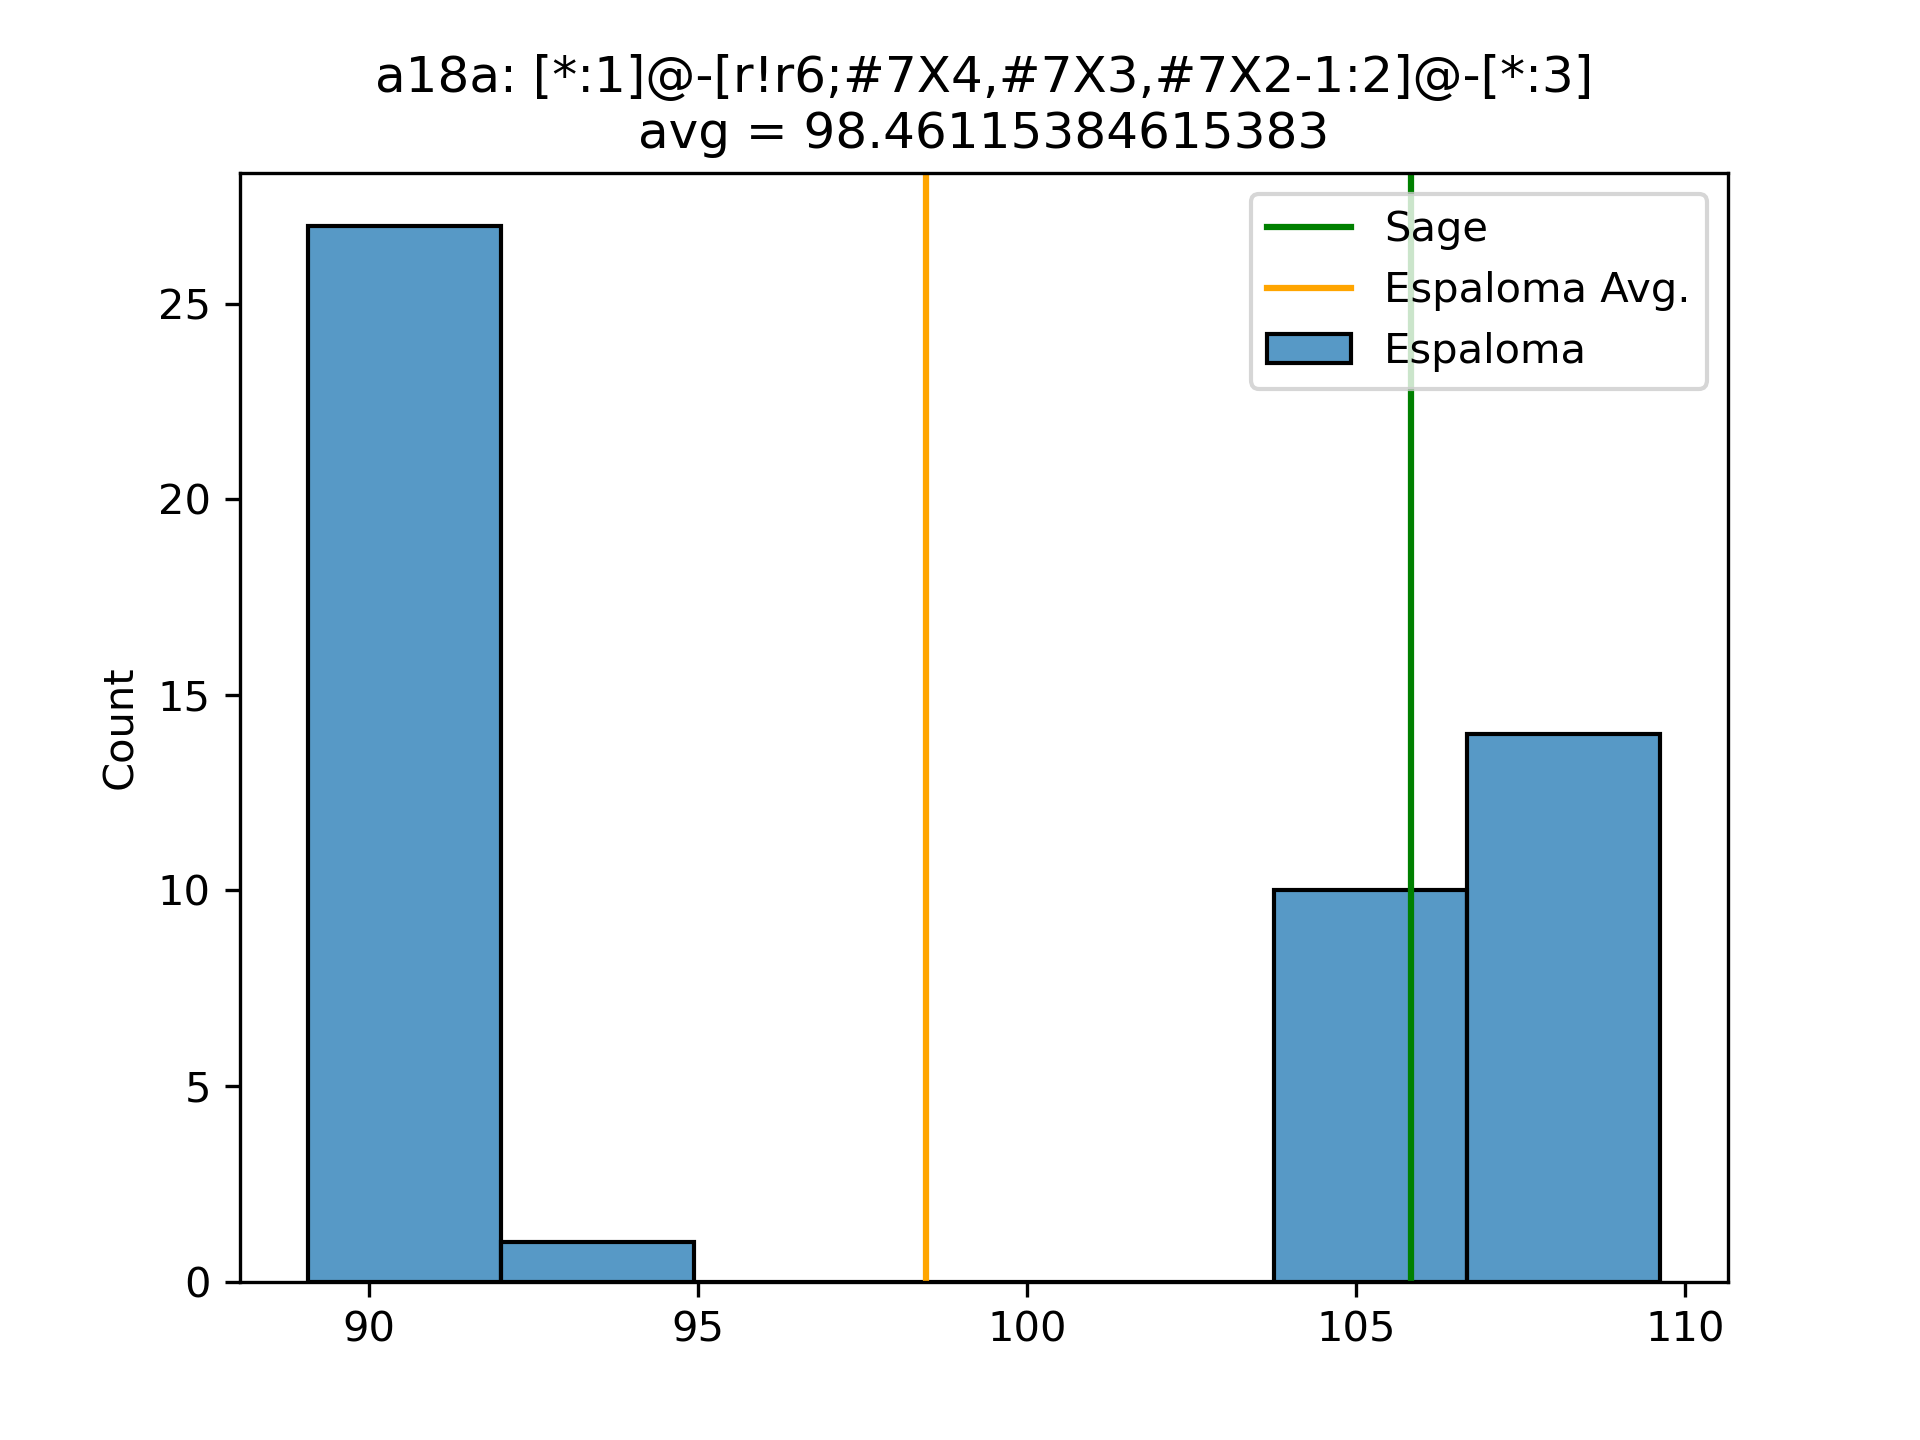 a18a: [*:1]@-[r!r6;#7X4,#7X3,#7X2-1:2]@-[*:3]
avg = 98.46115384615383
Sage
Espaloma Avg.
Espaloma
25
20
15
10
5
0
Count
90
95
100
105
110